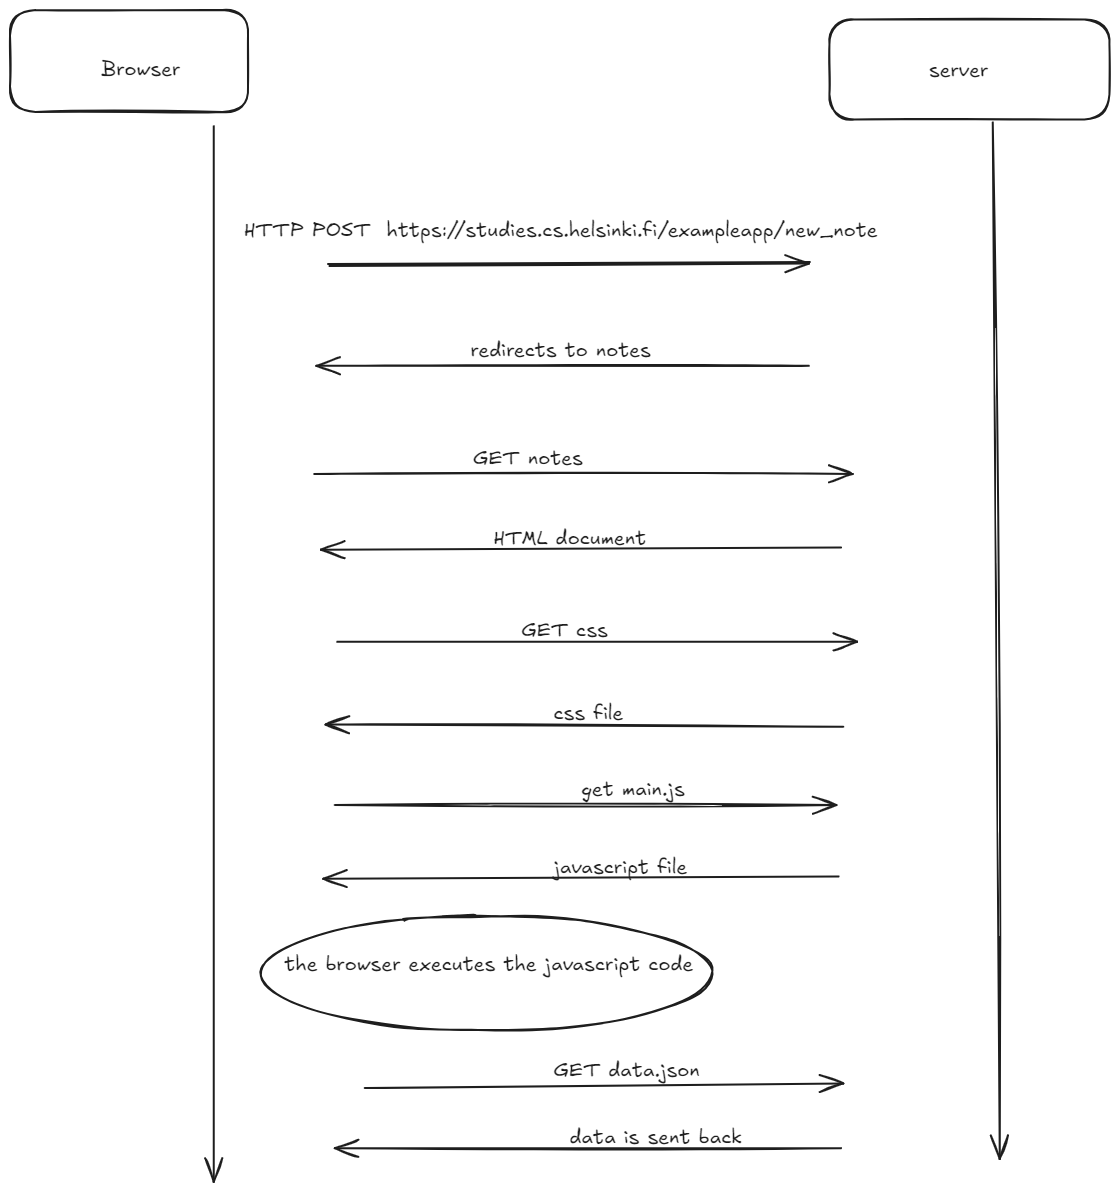 Browser
server
HTTP POST https://studies.cs.helsinki.fi/exampleapp/new_note
redirects to notes
GET notes
HTML document
GET css
css file
get main.js
javascript file
the browser executes the javascript code
GET data.json
data is sent back